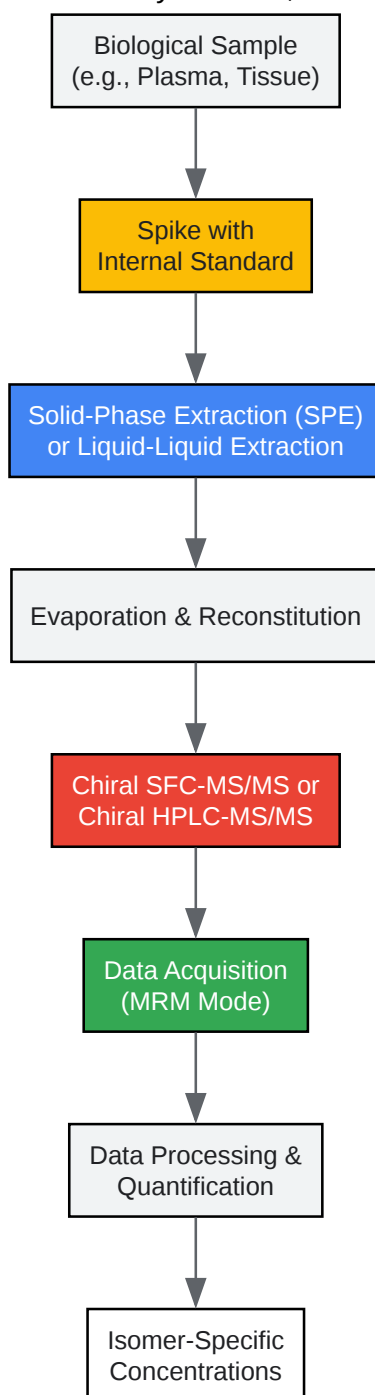 Biological Sample
(e.g., Plasma, Tissue)
Spike with
Internal Standard
Solid-Phase Extraction (SPE)
or Liquid-Liquid Extraction
Evaporation & Reconstitution
Chiral SFC-MS/MS or
Chiral HPLC-MS/MS
Data Acquisition
(MRM Mode)
Data Processing &
Quantification
Isomer-Specific
Concentrations